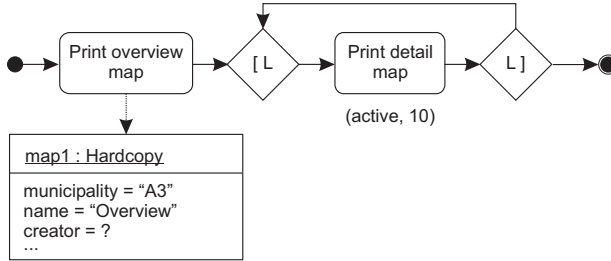 Print overview
map
[ L
Print detail
map
L ]
(active, 10)
map1 : Hardcopy
municipality = “A3”
name = “Overview”
creator = ?
...